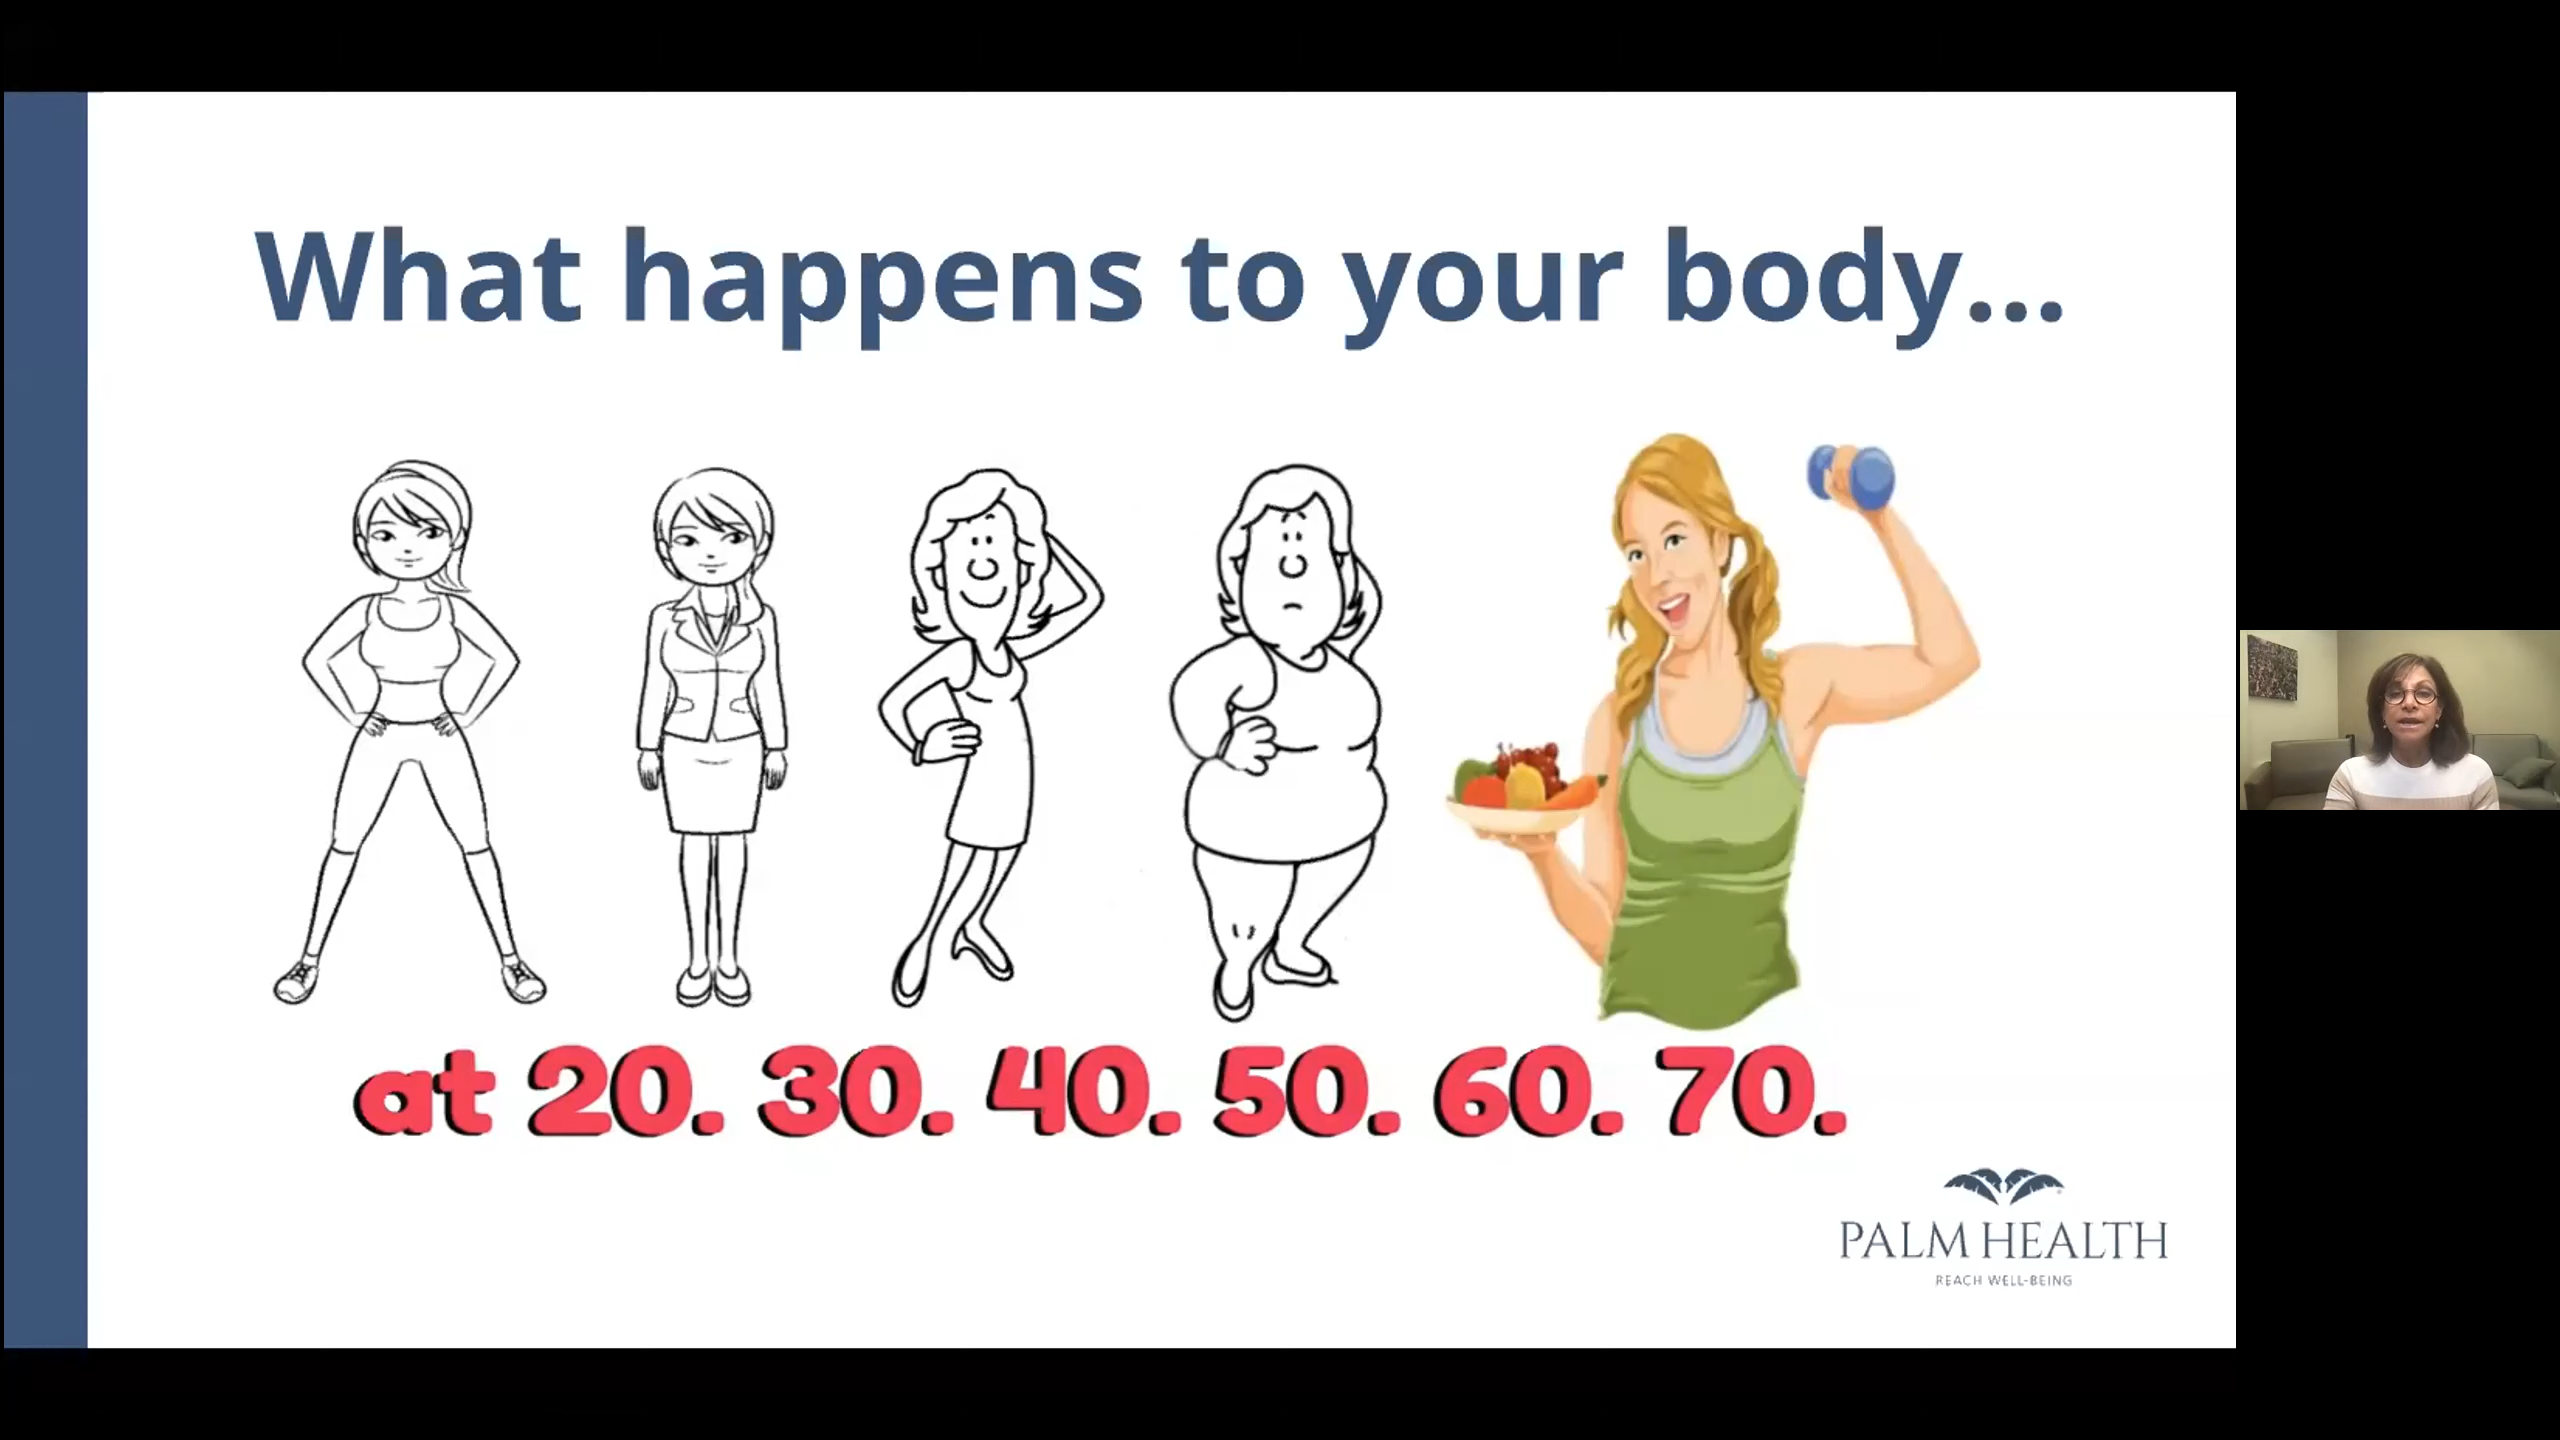 What happens to your body...
at 20. 30. 40. 50. 60. 70.
PALM HEALTH
REACH WELL-BEING